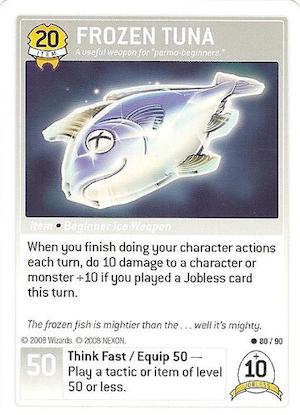 20
ITEM
FROZEN TUNA
A useful weapon for "perma-beginners."
Item • Beginner Ice Weapon
When you finish doing your character actions
each turn, do 10 damage to a character or
monster +10 if you played a Jobless card
this turn.
The frozen fish is mightier than the ... well it's mighty.
© 2008 Wizards. © 2008 NEXON.
● 80 / 90
50
Think Fast / Equip 50 —
Play a tactic or item of level
50 or less.
+
10